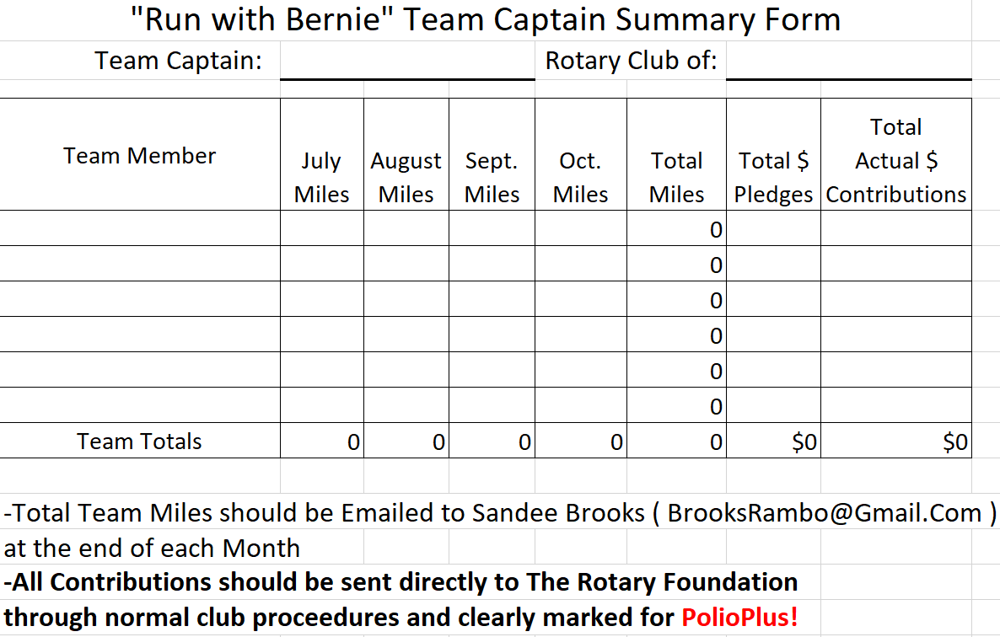 "Run with Bernie" Team Captain Summary Form
Team Captain: Rotary Club of:
Team Member July Miles August Miles Sept. Miles Oct. Miles Total Miles Total $ Pledges Total Actual $ Contributions
0
0
0
0
0
0
Team Totals 0 0 0 0 0 $0 $0
-Total Team Miles should be Emailed to Sandee Brooks ( BrooksRambo@Gmail.Com )
at the end of each Month
-All Contributions should be sent directly to The Rotary Foundation
through normal club proceedures and clearly marked for PolioPlus!